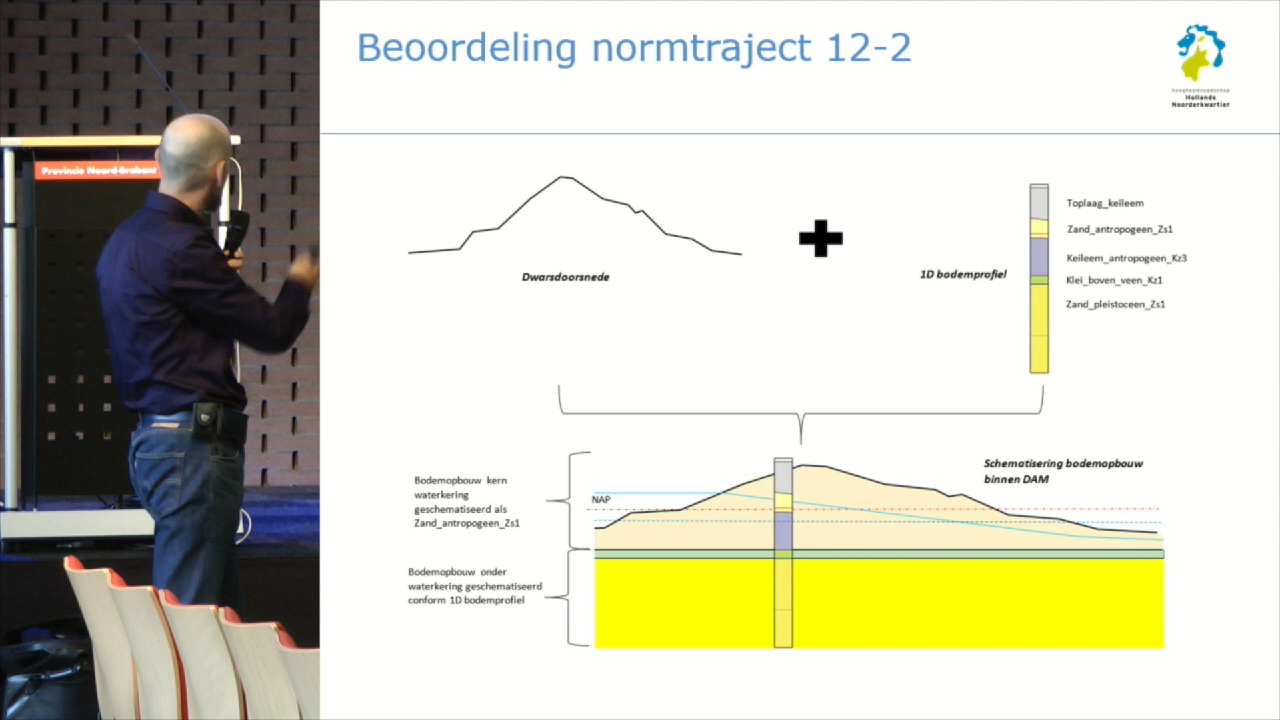 Beoordeling normtraject 12-2
hoogheemraadschap
Hollands
Noorderkwartier
Provincie Noord-Brabant
Dwarsdoorsnede
1D bodemprofiel
Toplaag_keileem
Zand_antropogeen_Zs1
Keileem_antropogeen_Kz3
Klei_boven_veen_Kz1
Zand_pleistoceen_Zs1
Schematisering bodemopbouw
binnen DAM
Bodemopbouw kern
waterkering
geschematiseerd als
Zand_antropogeen_Zs1
NAP
Bodemopbouw onder
waterkering geschematiseerd
conform 1D bodemprofiel